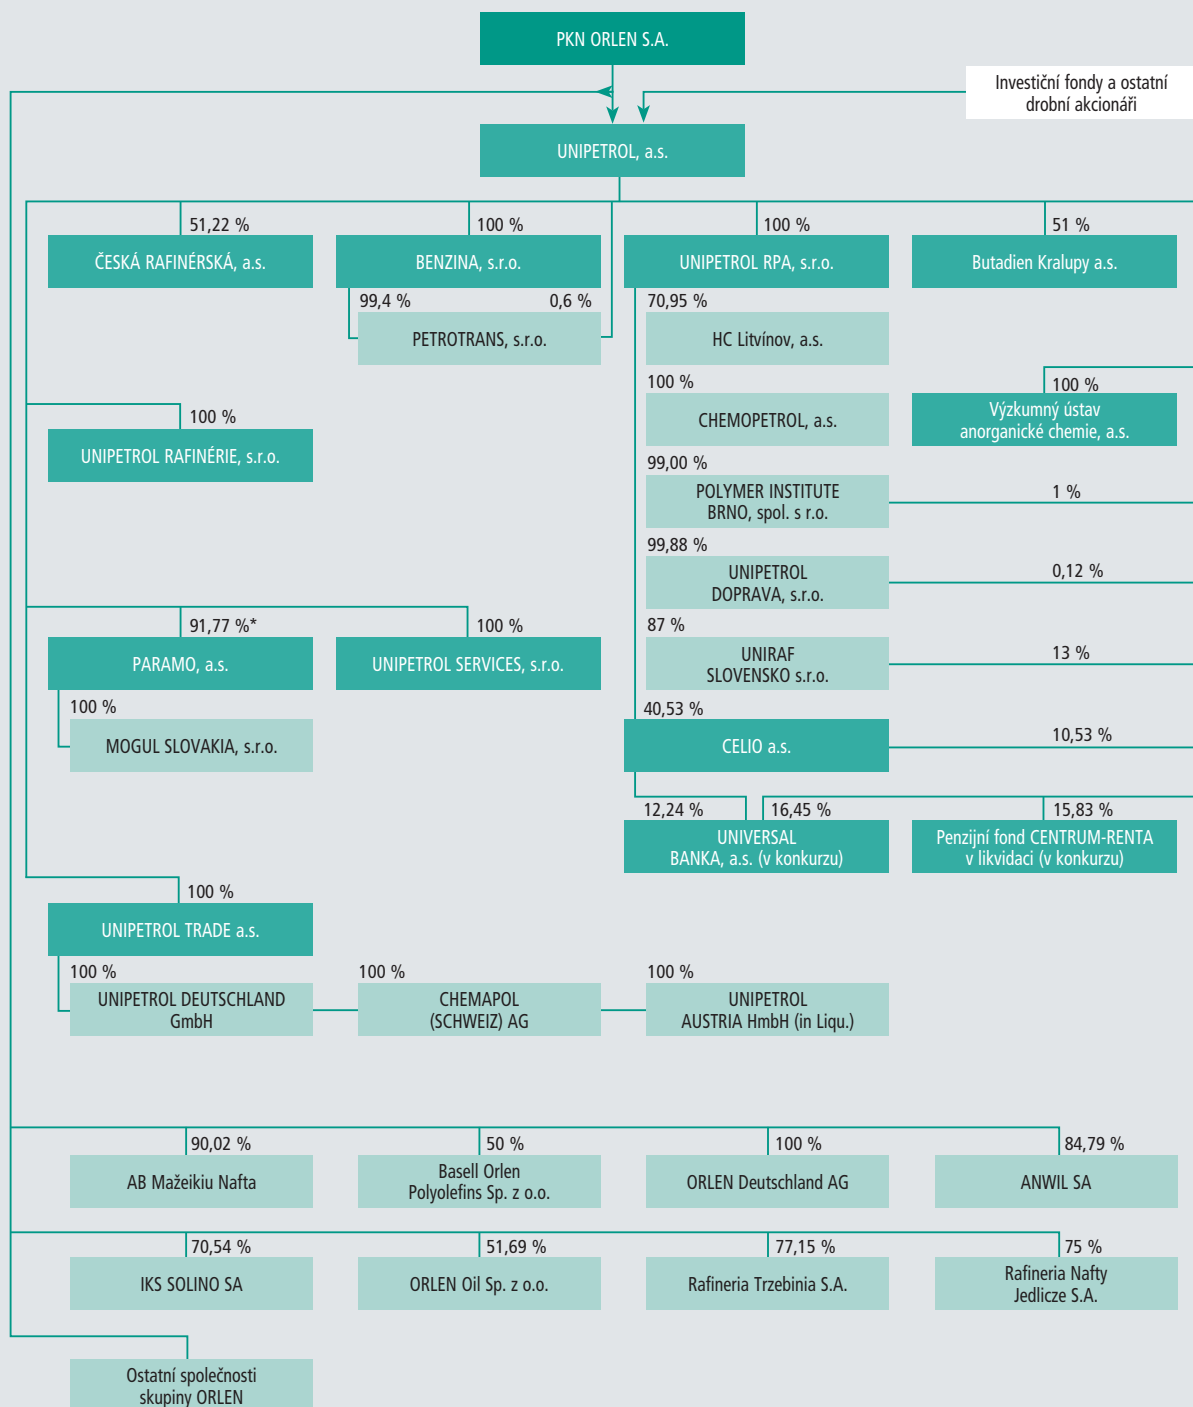 PKN ORLEN S.A.
Investiční fondy a ostatní
drobní akcionáři
UNIPETROL, a.s.
51,22 %
100 %
100 %
51 %
ČESKÁ RAFINÉRSKÁ, a.s.
BENZINA, s.r.o.
UNIPETROL RPA, s.r.o.
Butadien Kralupy a.s.
99,4 %
0,6 %
70,95 %
PETROTRANS, s.r.o.
HC Litvínov, a.s.
100 %
100 %
100 %
UNIPETROL RAFINÉRIE, s.r.o.
CHEMOPETROL, a.s.
Výzkumný ústav
anorganické chemie, a.s.
99,00 %
POLYMER INSTITUTE
BRNO, spol. s r.o.
1 %
99,88 %
UNIPETROL
DOPRAVA, s.r.o.
0,12 %
91,77 %*
100 %
87 %
PARAMO, a.s.
UNIPETROL SERVICES, s.r.o.
UNIRAF
SLOVENSKO s.r.o.
13 %
100 %
40,53 %
MOGUL SLOVAKIA, s.r.o.
CELIO a.s.
10,53 %
12,24 %
16,45 %
15,83 %
UNIVERSAL
BANKA, a.s. (v konkurzu)
Penzijní fond CENTRUM-RENTA
v likvidaci (v konkurzu)
100 %
UNIPETROL TRADE a.s.
100 %
100 %
100 %
UNIPETROL DEUTSCHLAND
GmbH
CHEMAPOL
(SCHWEIZ) AG
UNIPETROL
AUSTRIA HmbH (in Liqu.)
90,02 %
50 %
100 %
84,79 %
AB Mažeikiu Nafta
Basell Orlen
Polyolefins Sp. z o.o.
ORLEN Deutschland AG
ANWIL SA
70,54 %
51,69 %
77,15 %
75 %
IKS SOLINO SA
ORLEN Oil Sp. z o.o.
Rafineria Trzebinia S.A.
Rafineria Nafty
Jedlicze S.A.
Ostatní společnosti
skupiny ORLEN